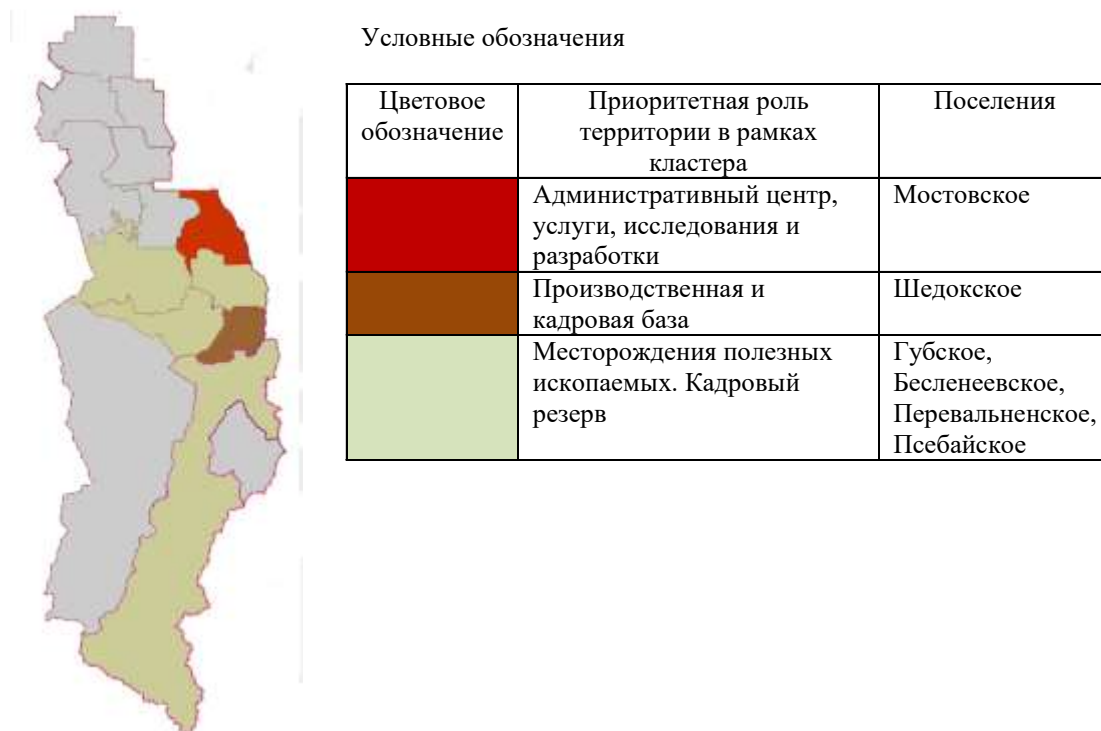 Условные обозначения
Цветовое обозначение
Приоритетная роль территории в рамках кластера
Поселения
Административный центр,
услуги, исследования и
разработки
Мостовское
Производственная и
кадровая база
Шедокское
Месторождения полезных
ископаемых. Кадровый
резерв
Губское,
Бесленеевское,
Перевальненское,
Псебайское